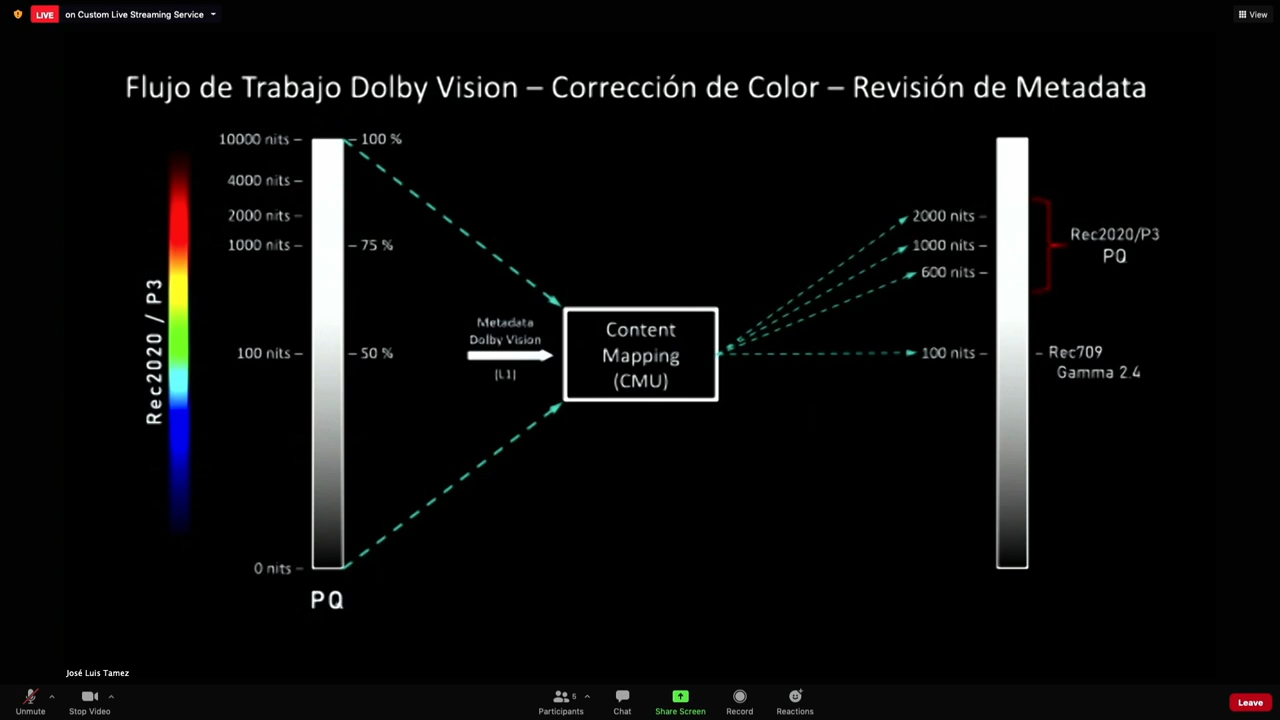 LIVE on Custom Live Streaming Service
View
Flujo de Trabajo Dolby Vision – Corrección de Color – Revisión de Metadata
10000 nits –
– 100 %
4000 nits –
2000 nits –
1000 nits –
– 75 %
100 nits –
– 50 %
0 nits –
Rec2020 / P3
PQ
Metadata
Dolby Vision
[L1]
Content
Mapping
(CMU)
2000 nits –
1000 nits –
600 nits –
100 nits –
Rec2020/P3
PQ
– Rec709
Gamma 2.4
José Luis Tamez
Unmute
Stop Video
5
Participants
Chat
Share Screen
Record
Reactions
Leave